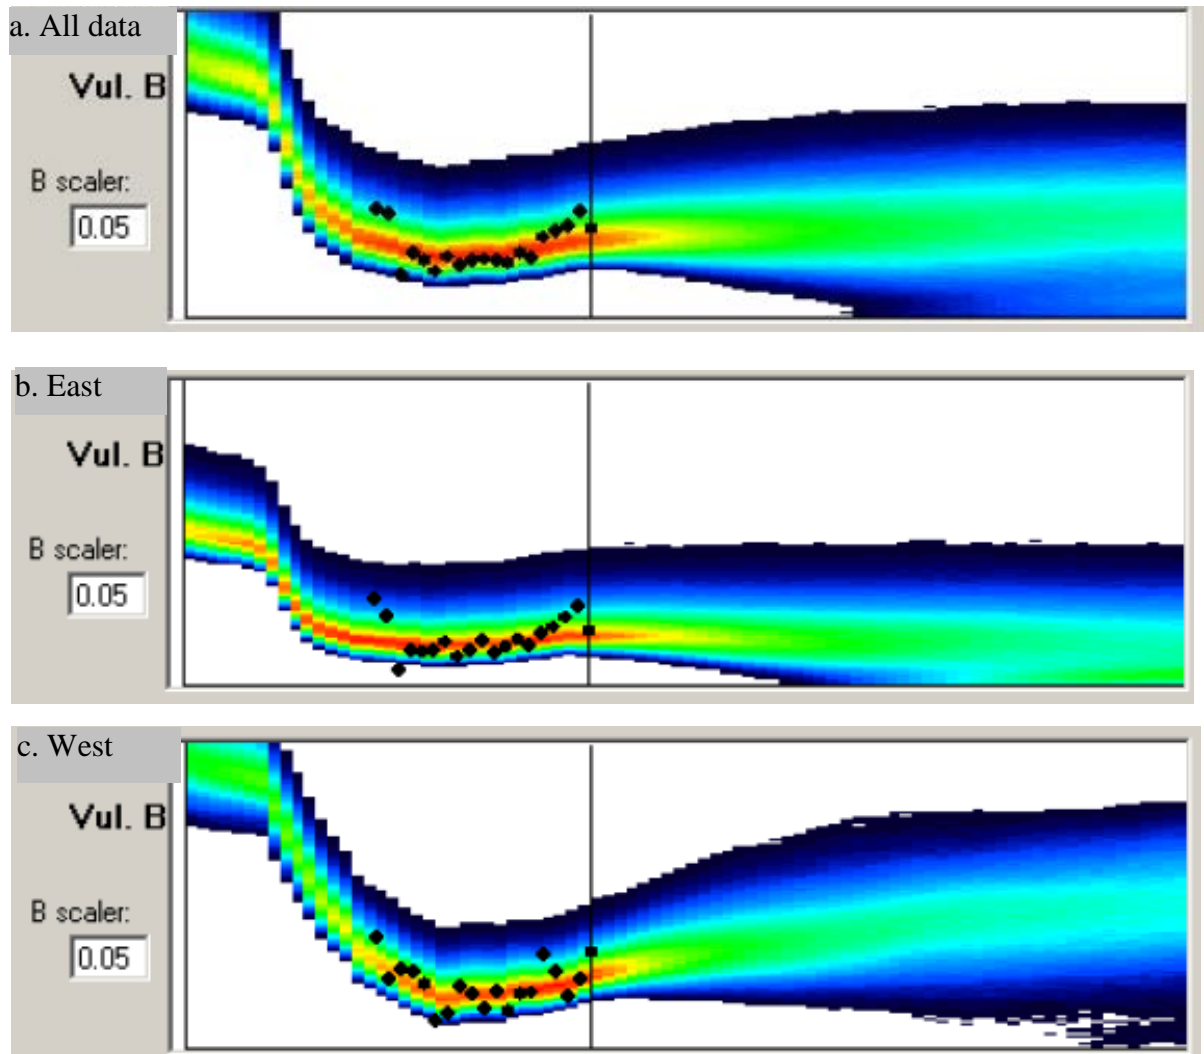 a. All data
Vul. B
B scaler:
0.05
b. East
Vul. B
B scaler:
0.05
c. West
Vul. B
B scaler:
0.05